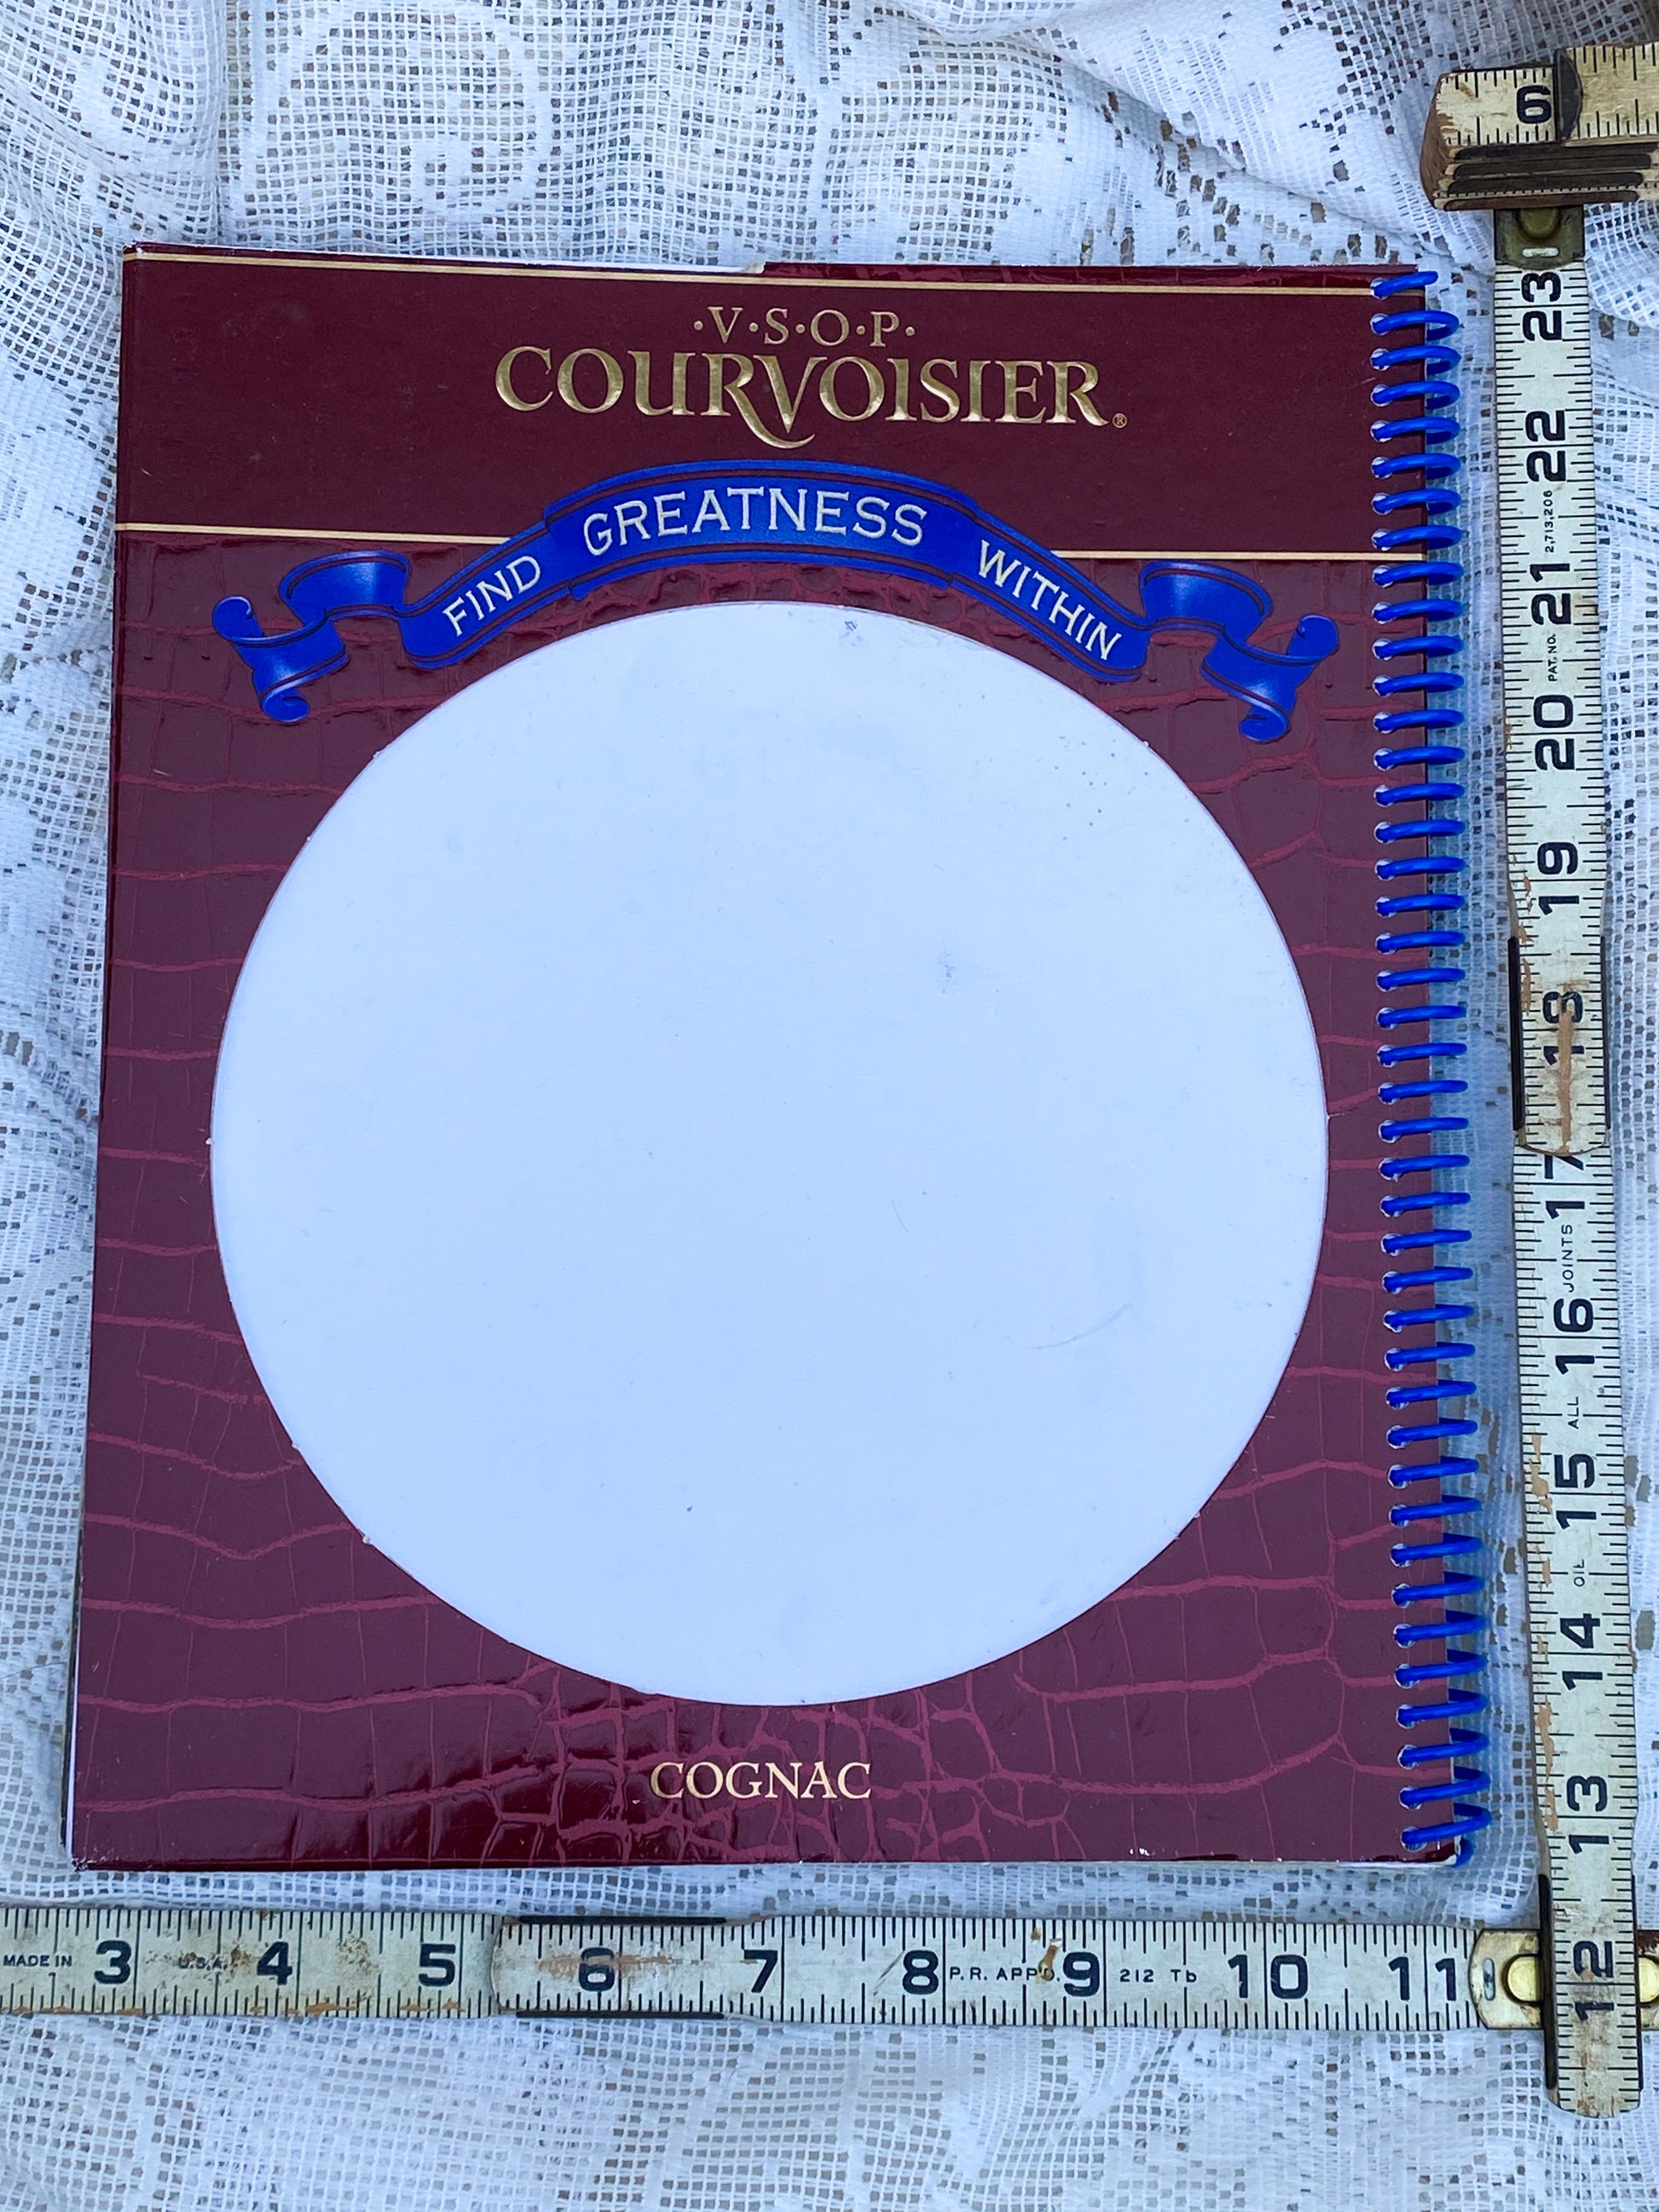 ·V·S·O·P·
COURVOISIER®
FIND GREATNESS WITHIN
COGNAC
6
23
22
2,713,206
21
PAT. NO.
20
19
18
17
JOINTS
16
ALL
15
OIL
14
13
12
MADE IN 3 U.S.A. 4 5 6 7 8 P.R. APP'D. 9 212 Tb 10 11